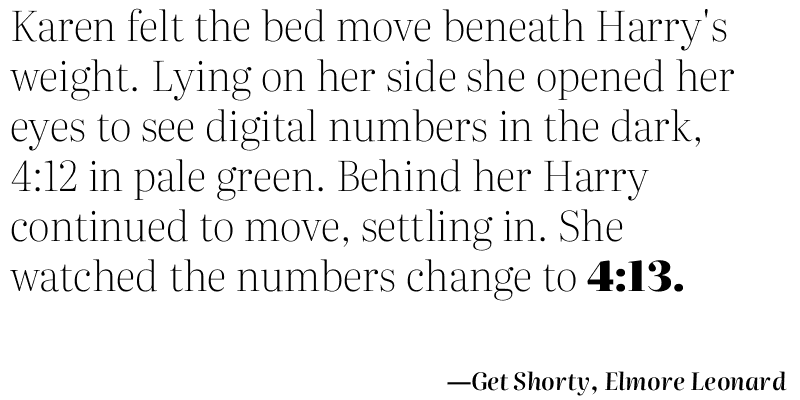 Karen felt the bed move beneath Harry's
weight. Lying on her side she opened her
eyes to see digital numbers in the dark,
4:12 in pale green. Behind her Harry
continued to move, settling in. She
watched the numbers change to 4:13.
—Get Shorty, Elmore Leonard